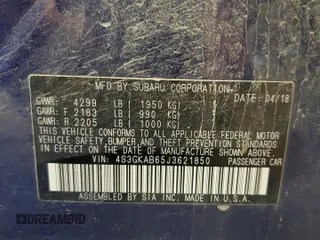 MFD BY SUBARU CORPORATION
DATE: 04/18
GVWR: 4299 LB ( 1950 KG)
GAWR: F 2183 LB ( 990 KG)
GAWR: R 2205 LB ( 1000 KG)
THIS VEHICLE CONFORMS TO ALL APPLICABLE FEDERAL MOTOR
VEHICLE SAFETY, BUMPER, AND THEFT PREVENTION STANDARDS
IN EFFECT ON THE DATE OF MANUFACTURE SHOWN ABOVE.
VIN: 4S3GKAB65J3621850 PASSENGER CAR
ASSEMBLED BY SIA INC. MADE IN U.S.A.
DREAMBID